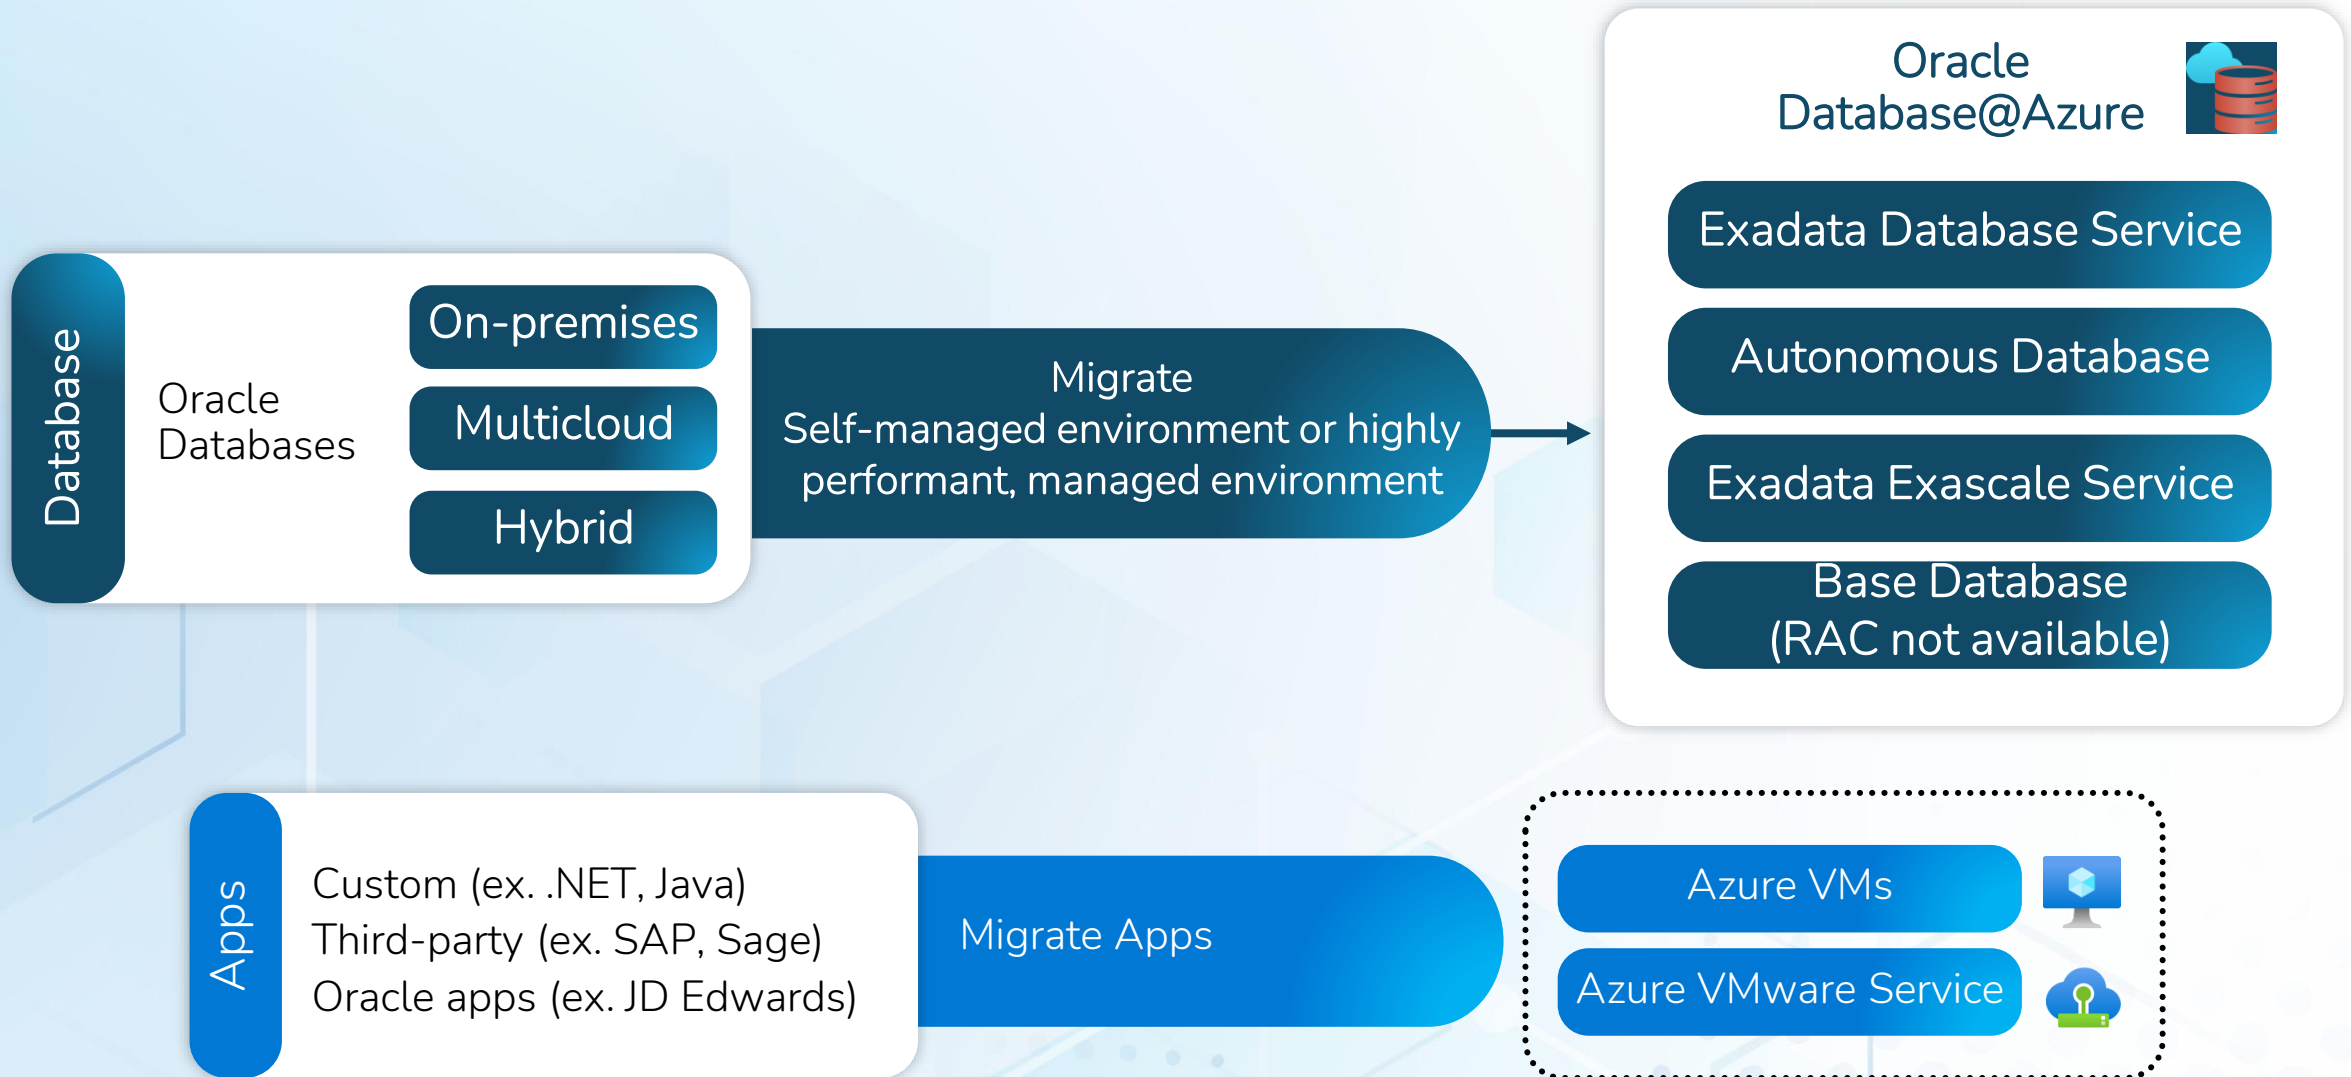 Oracle
Database@Azure
Exadata Database Service
Autonomous Database
Exadata Exascale Service
Base Database
(RAC not available)
Database
Oracle
Databases
On-premises
Multicloud
Hybrid
Migrate
Self-managed environment or highly
performant, managed environment
Apps
Custom (ex. .NET, Java)
Third-party (ex. SAP, Sage)
Oracle apps (ex. JD Edwards)
Migrate Apps
Azure VMs
Azure VMware Service